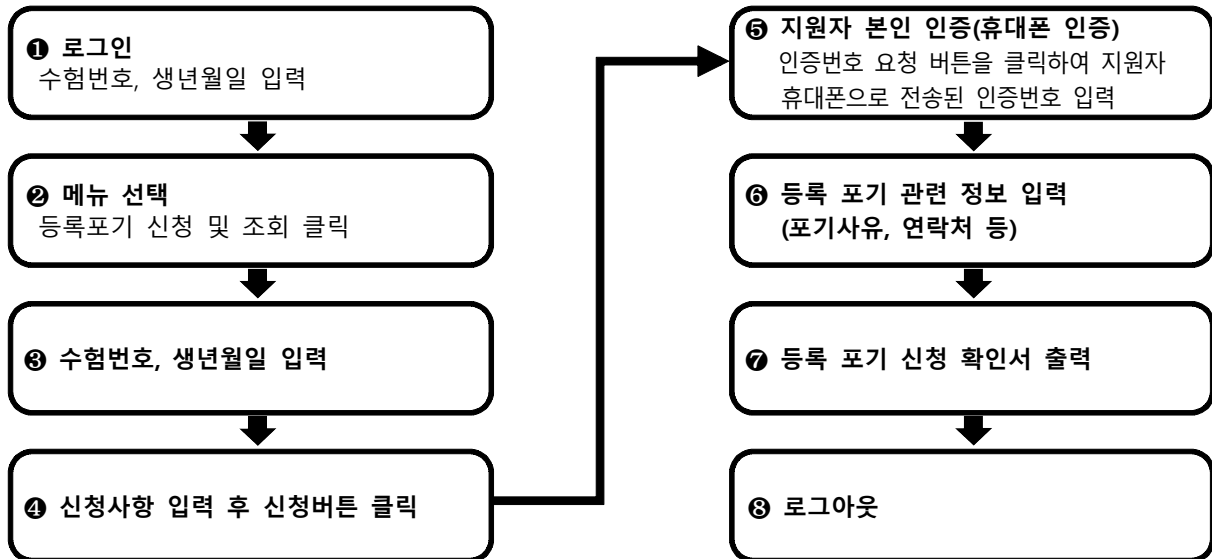 ❶ 로그인
수험번호, 생년월일 입력
❷ 메뉴 선택
등록포기 신청 및 조회 클릭
❸ 수험번호, 생년월일 입력
❹ 신청사항 입력 후 신청버튼 클릭
❺ 지원자 본인 인증(휴대폰 인증)
인증번호 요청 버튼을 클릭하여 지원자
휴대폰으로 전송된 인증번호 입력
❻ 등록 포기 관련 정보 입력
(포기사유, 연락처 등)
❼ 등록 포기 신청 확인서 출력
❽ 로그아웃